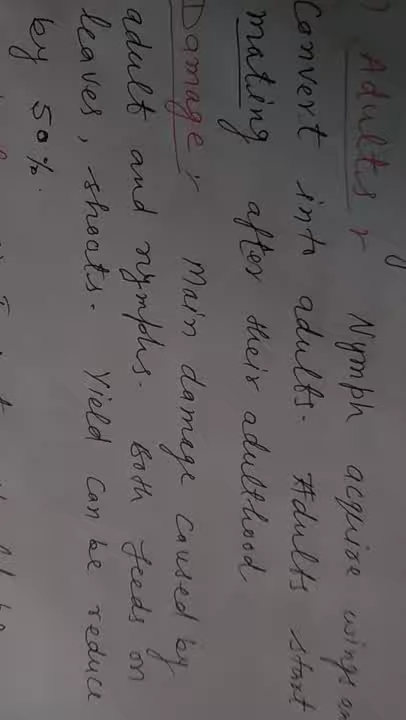 ) Adults :- Nymph acquire wings an
Convert into adults. Adults start
mating after their adulthood
Damage :- Main damage caused by
adult and nymphs. Both feeds on
leaves, shoots. Yield can be reduce
by 50%.